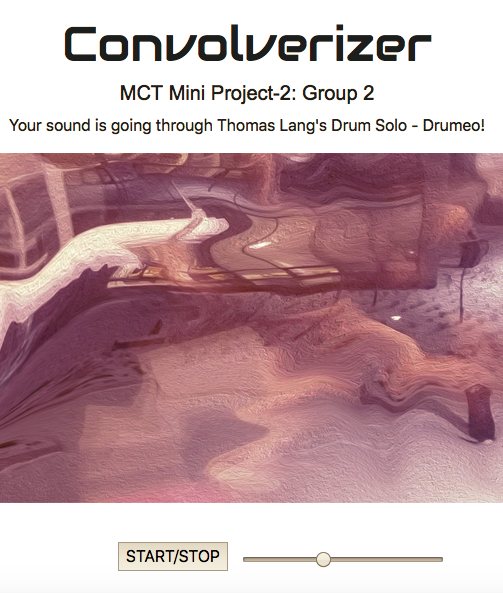 Convolverizer
MCT Mini Project-2: Group 2
Your sound is going through Thomas Lang's Drum Solo - Drumeo!
START/STOP